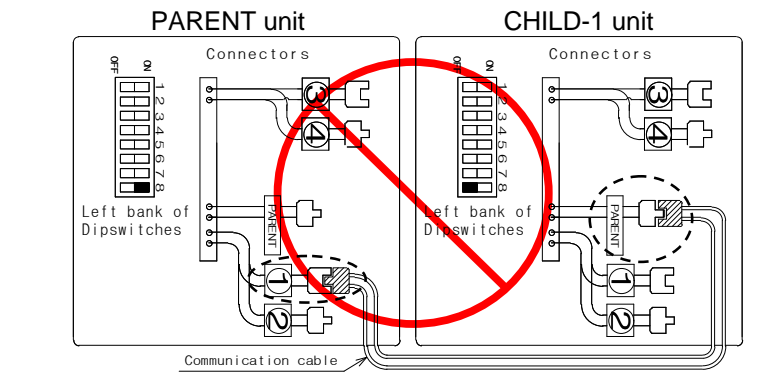 PARENT unit
CHILD-1 unit
Connectors
OFF
ON
1
2
3
4
5
6
7
8
3
4
Left bank of
Dipswitches
PARENT
1
2
Connectors
OFF
ON
1
2
3
4
5
6
7
8
3
4
Left bank of
Dipswitches
PARENT
1
2
Communication cable